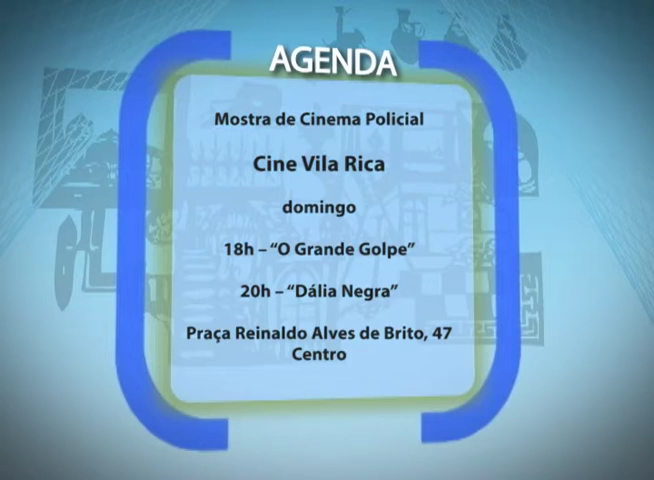 AGENDA
Mostra de Cinema Policial
Cine Vila Rica
domingo
18h – “O Grande Golpe”
20h – “Dália Negra”
Praça Reinaldo Alves de Brito, 47
Centro